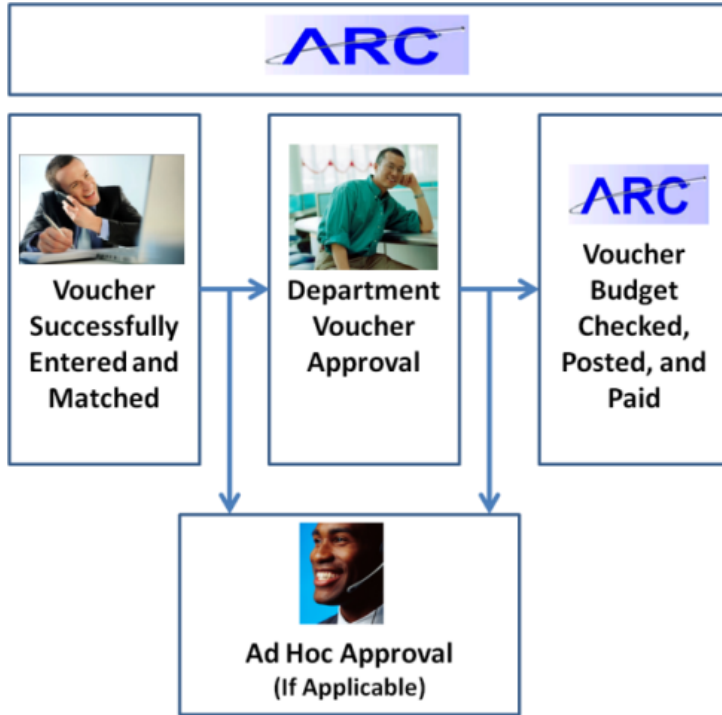 ARC
Voucher
Successfully
Entered and
Matched
Department
Voucher
Approval
ARC
Voucher
Budget
Checked,
Posted, and
Paid
Ad Hoc Approval
(If Applicable)